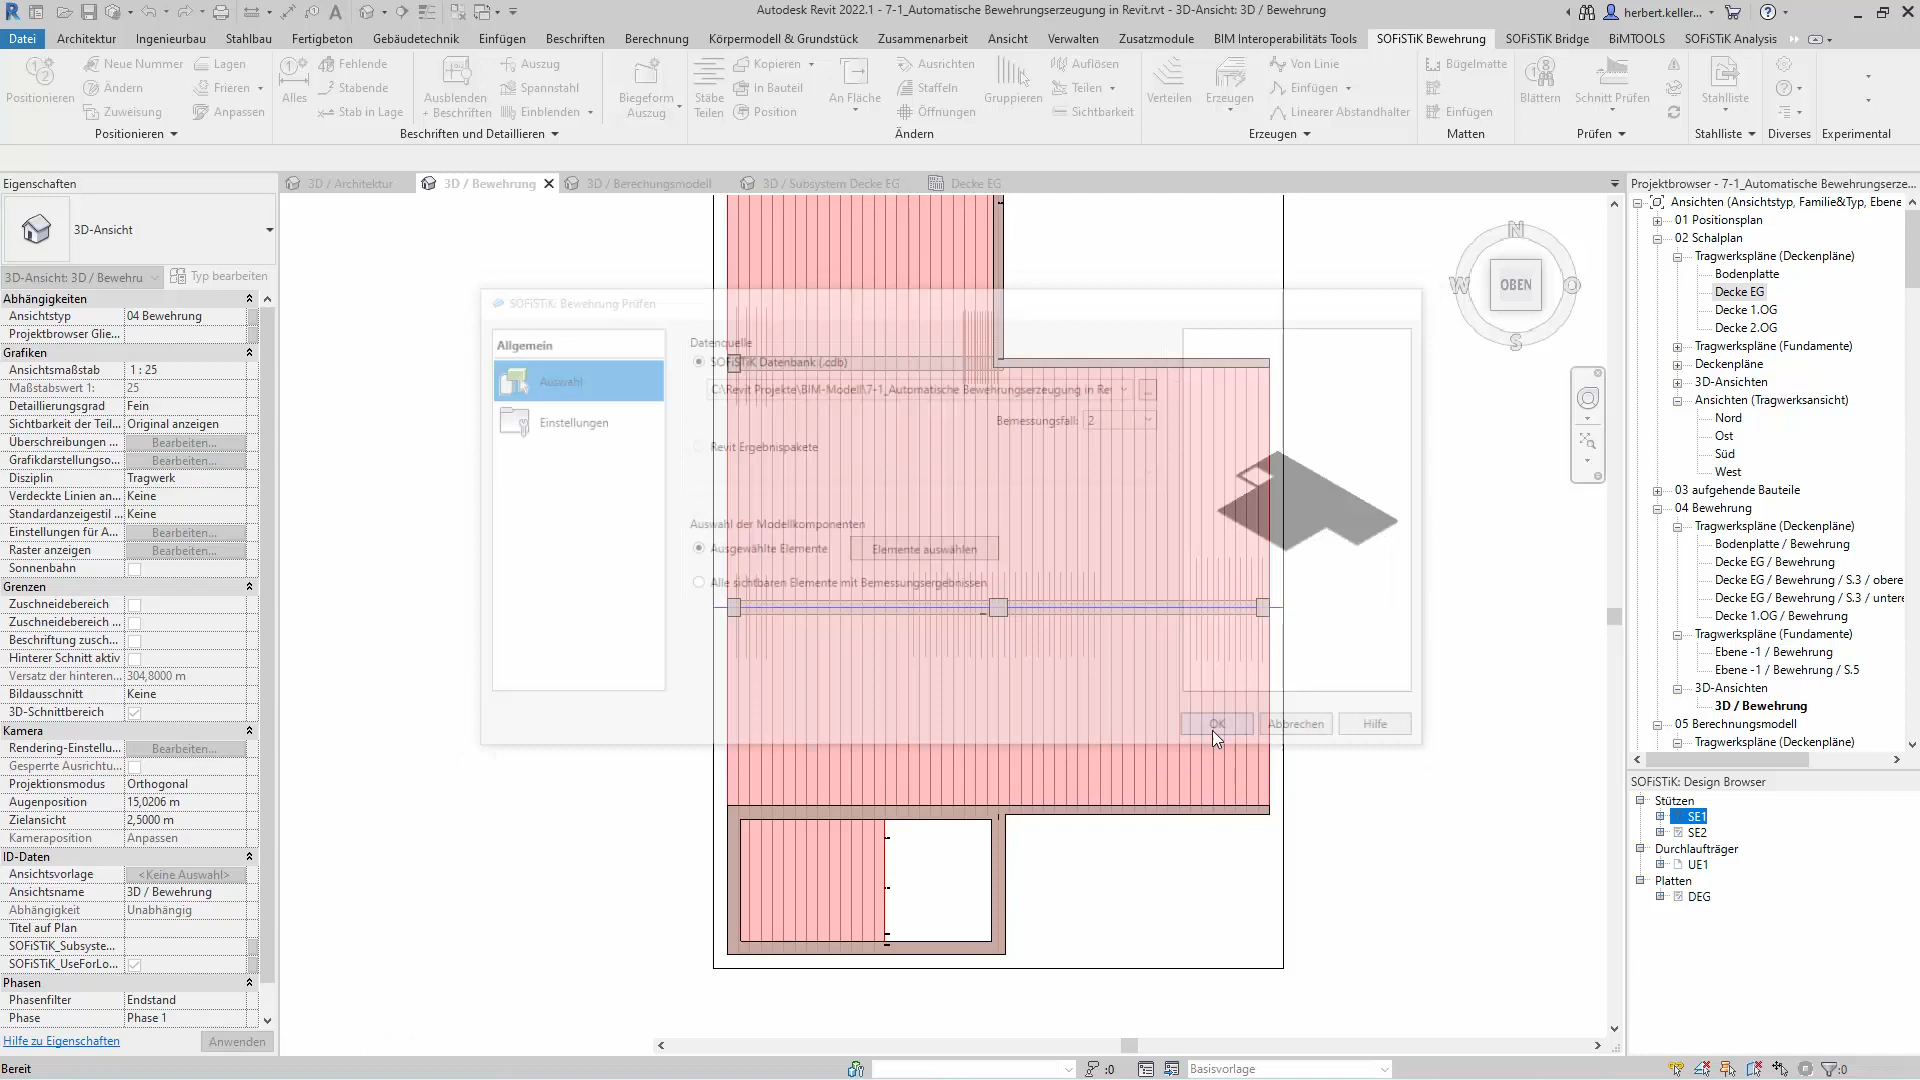 Autodesk Revit 2022.1 - 7-1_Automatische Bewehrungserzeugung in Revit.rvt - 3D-Ansicht: 3D / Bewehrung
herbert.keller...
Datei Architektur Ingenieurbau Stahlbau Fertigbeton Gebäudetechnik Einfügen Beschriften Berechnung Körpermodell & Grundstück Zusammenarbeit Ansicht Verwalten Zusatzmodule BIM Interoperabilitäts Tools SOFiSTiK Bewehrung SOFiSTiK Bridge BiMTOOLS SOFiSTiK Analysis
Neue Nummer Lagen Fehlende Auszug Kopieren Ausrichten Auflösen Von Linie Bügelmatte
Ändern Frieren Stabende Spannstahl In Bauteil Staffeln Teilen Einfügen
Zuweisung Anpassen Stab in Lage Einblenden Position Öffnungen Sichtbarkeit Linearer Abstandhalter Einfügen
Positionieren Alles Ausblenden + Beschriften Biegeform Auszug Stäbe Teilen An Fläche Gruppieren Verteilen Erzeugen Blättern Schnitt Prüfen Stahlliste
Positionieren Beschriften und Detaillieren Ändern Erzeugen Matten Prüfen Stahlliste Diverses Experimental
Eigenschaften
3D / Architektur 3D / Bewehrung 3D / Berechungsmodell 3D / Subsystem Decke EG Decke EG
3D-Ansicht
3D-Ansicht: 3D / Bewehru Typ bearbeiten
Abhängigkeiten
Ansichtstyp 04 Bewehrung
Projektbrowser Glie...
Grafiken
Ansichtsmaßstab 1 : 25
Maßstabswert 1: 25
Detaillierungsgrad Fein
Sichtbarkeit der Teil... Original anzeigen
Überschreibungen ... Bearbeiten...
Grafikdarstellungso... Bearbeiten...
Disziplin Tragwerk
Verdeckte Linien an... Keine
Standardanzeigestil ... Keine
Einstellungen für A... Bearbeiten...
Raster anzeigen Bearbeiten...
Sonnenbahn
Grenzen
Zuschneidebereich
Zuschneidebereich ...
Beschriftung zusch...
Hinterer Schnitt aktiv
Versatz der hinteren... 304,8000 m
Bildausschnitt Keine
3D-Schnittbereich
Kamera
Rendering-Einstellu... Bearbeiten...
Gesperrte Ausrichtu...
Projektionsmodus Orthogonal
Augenposition 15,0206 m
Zielansicht 2,5000 m
Kameraposition Anpassen
ID-Daten
Ansichtsvorlage <Keine Auswahl>
Ansichtsname 3D / Bewehrung
Abhängigkeit Unabhängig
Titel auf Plan
SOFiSTiK_Subsyste...
SOFiSTiK_UseForLo...
Phasen
Phasenfilter Endstand
Phase Phase 1
Hilfe zu Eigenschaften Anwenden
SOFiSTiK: Bewehrung Prüfen
Allgemein
Auswahl
Einstellungen
Datenquelle
SOFiSTiK Datenbank (.cdb)
C:\Revit Projekte\BIM-Modell\7-1_Automatische Bewehrungserzeugung in Re
Bemessungsfall: 2
Revit Ergebnispakete
Auswahl der Modellkomponenten
Ausgewählte Elemente Elemente auswählen
Alle sichtbaren Elemente mit Bemessungsergebnissen
OK Abbrechen Hilfe
N
W OBEN O
S
Projektbrowser - 7-1_Automatische Bewehrungserze...
Ansichten (Ansichtstyp, Familie&Typ, Ebene
01 Positionsplan
02 Schalplan
Tragwerkspläne (Deckenpläne)
Bodenplatte
Decke EG
Decke 1.OG
Decke 2.OG
Tragwerkspläne (Fundamente)
Deckenpläne
3D-Ansichten
Ansichten (Tragwerksansicht)
Nord
Ost
Süd
West
03 aufgehende Bauteile
04 Bewehrung
Tragwerkspläne (Deckenpläne)
Bodenplatte / Bewehrung
Decke EG / Bewehrung
Decke EG / Bewehrung / S.3 / obere
Decke EG / Bewehrung / S.3 / untere
Decke 1.OG / Bewehrung
Tragwerkspläne (Fundamente)
Ebene -1 / Bewehrung
Ebene -1 / Bewehrung / S.5
3D-Ansichten
3D / Bewehrung
05 Berechnungsmodell
Tragwerkspläne (Deckenpläne)
SOFiSTiK: Design Browser
Stützen
SE1
SE2
Durchlaufträger
UE1
Platten
DEG
Bereit :0 Basisvorlage :0